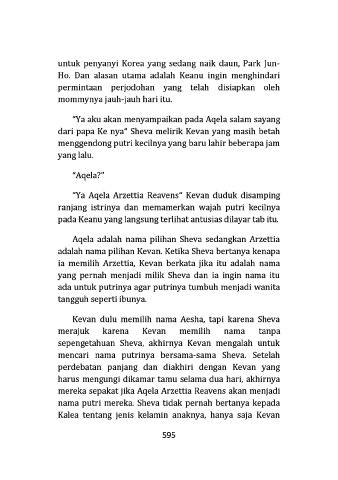 untuk penyanyi Korea yang sedang naik daun, Park Jun-
Ho. Dan alasan utama adalah Keanu ingin menghindari
permintaan perjodohan yang telah disiapkan oleh
mommynya jauh-jauh hari itu.
"Ya aku akan menyampaikan pada Aqela salam sayang
dari papa Ke nya" Sheva melirik Kevan yang masih betah
menggendong putri kecilnya yang baru lahir beberapa jam
yang lalu.
"Aqela?"
"Ya Aqela Arzettia Reavens" Kevan duduk disamping
ranjang istrinya dan memamerkan wajah putri kecilnya
pada Keanu yang langsung terlihat antusias dilayar tab itu.
Aqela adalah nama pilihan Sheva sedangkan Arzettia
adalah nama pilihan Kevan. Ketika Sheva bertanya kenapa
ia memilih Arzettia, Kevan berkata jika itu adalah nama
yang pernah menjadi milik Sheva dan ia ingin nama itu
ada untuk putrinya agar putrinya tumbuh menjadi wanita
tangguh seperti ibunya.
Kevan dulu memilih nama Aesha, tapi karena Sheva
merajuk karena Kevan memilih nama tanpa
sepengetahuan Sheva, akhirnya Kevan mengalah untuk
mencari nama putrinya bersama-sama Sheva. Setelah
perdebatan panjang dan diakhiri dengan Kevan yang
harus mengungi dikamar tamu selama dua hari, akhirnya
mereka sepakat jika Aqela Arzettia Reavens akan menjadi
nama putri mereka. Sheva tidak pernah bertanya kepada
Kalea tentang jenis kelamin anaknya, hanya saja Kevan
595